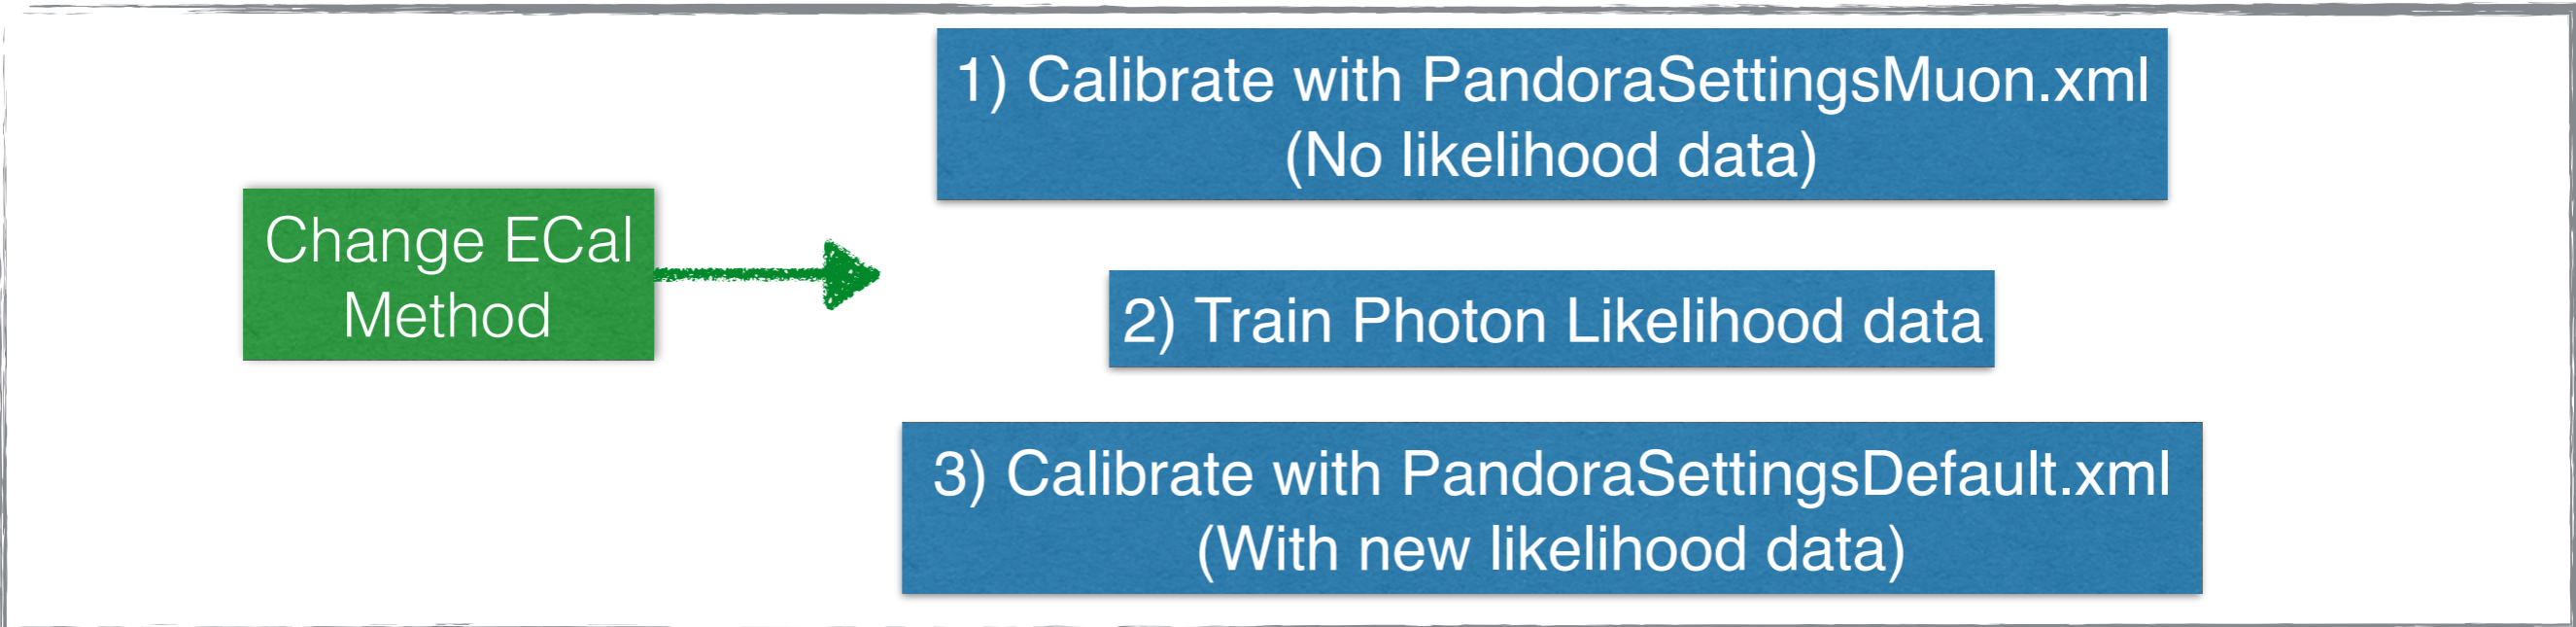 Change ECal
Method
1) Calibrate with PandoraSettingsMuon.xml
(No likelihood data)
2) Train Photon Likelihood data
3) Calibrate with PandoraSettingsDefault.xml
(With new likelihood data)